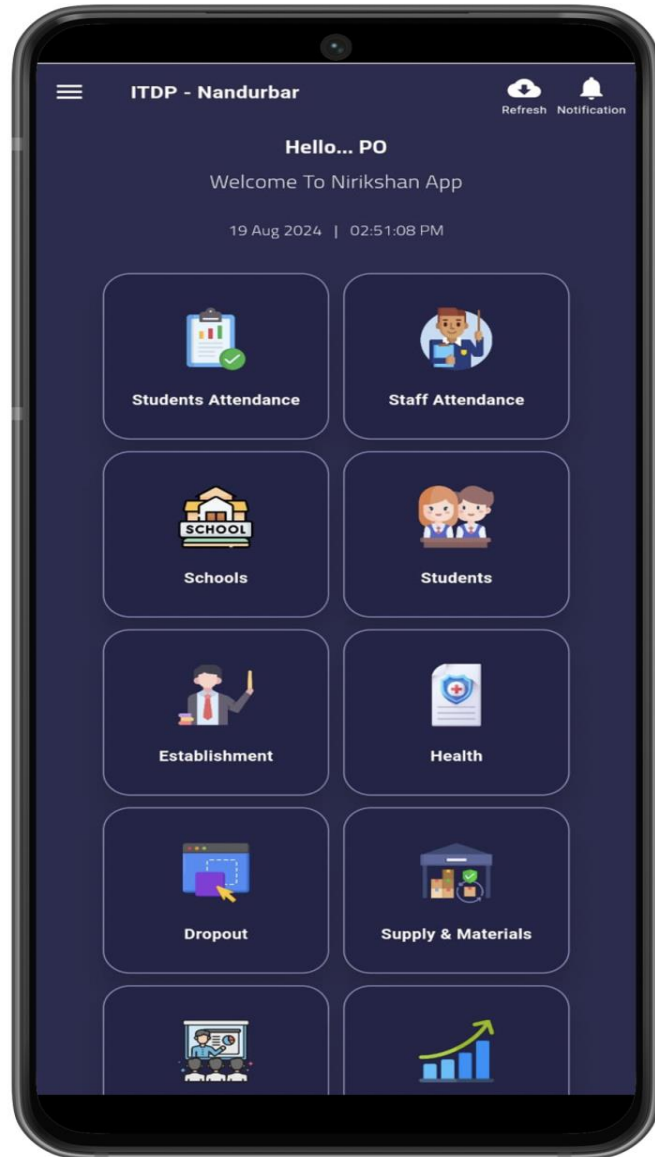 ITDP - Nandurbar
Refresh Notification
Hello... PO
Welcome To Nirikshan App
19 Aug 2024 | 02:51:08 PM
Students Attendance
Staff Attendance
SCHOOL
Schools
Students
Establishment
Health
Dropout
Supply & Materials